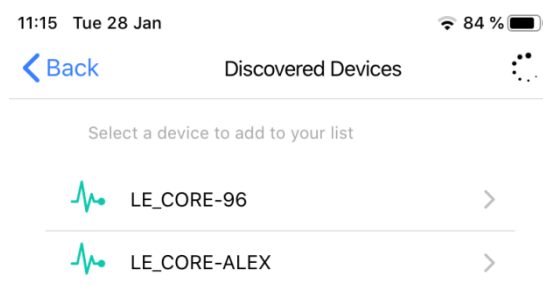 11:15 Tue 28 Jan 84 %
Back Discovered Devices
Select a device to add to your list
LE_CORE-96
LE_CORE-ALEX